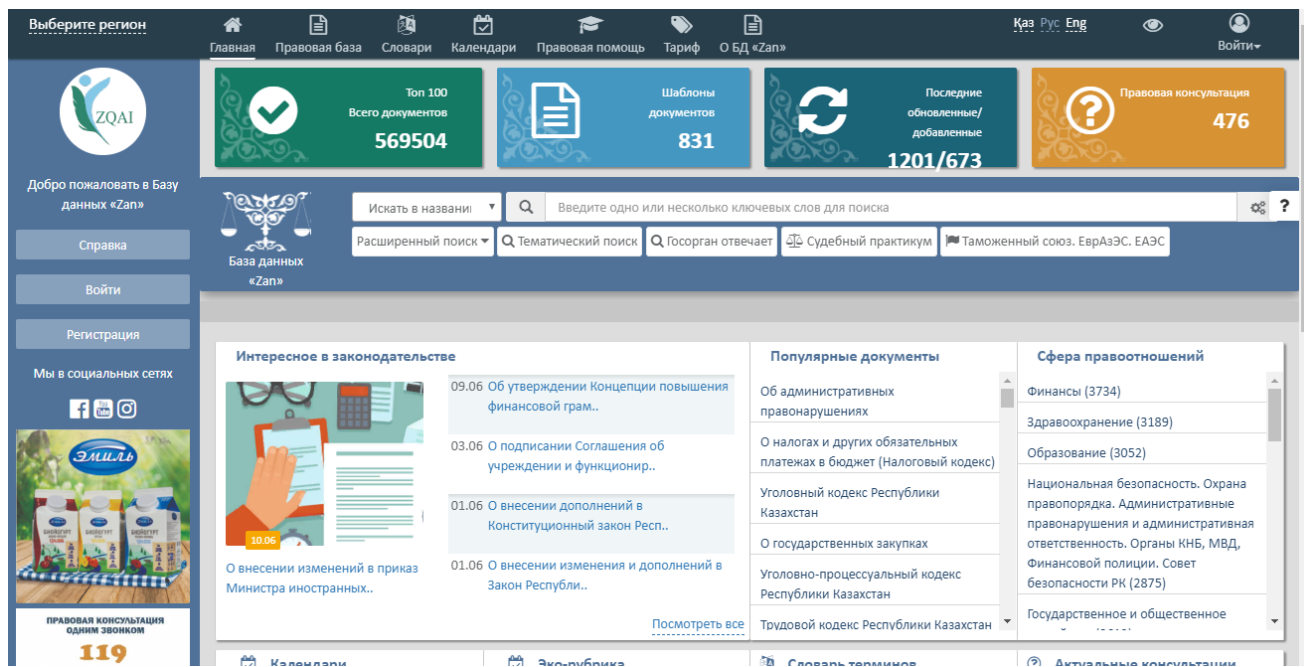 Выберите регион
Главная
Правовая база
Словари
Календари
Правовая помощь
Тариф
О БД «Zan»
Қаз Рус Eng
Войти
ZQAI
Добро пожаловать в Базу
данных «Zan»
Справка
Войти
Регистрация
Мы в социальных сетях
Эмиль
ПРАВОВАЯ КОНСУЛЬТАЦИЯ
ОДНИМ ЗВОНКОМ
119
Топ 100
Всего документов
569504
Шаблоны
документов
831
Последние
обновленные/
добавленные
1201/673
Правовая консультация
476
База данных
«Zan»
Искать в названи
Введите одно или несколько ключевых слов для поиска
?
Расширенный поиск
Тематический поиск
Госорган отвечает
Судебный практикум
Таможенный союз. ЕврАзЭС. ЕАЭС
Интересное в законодательстве
10.06
О внесении изменений в приказ
Министра иностранных..
09.06 Об утверждении Концепции повышения
финансовой грам..
03.06 О подписании Соглашения об
учреждении и функционир..
01.06 О внесении дополнений в
Конституционный закон Респ..
01.06 О внесении изменения и дополнений в
Закон Республи..
Посмотреть все
Популярные документы
Об административных
правонарушениях
О налогах и других обязательных
платежах в бюджет (Налоговый кодекс)
Уголовный кодекс Республики
Казахстан
О государственных закупках
Уголовно-процессуальный кодекс
Республики Казахстан
Трудовой кодекс Республики Казахстан
Сфера правоотношений
Финансы (3734)
Здравоохранение (3189)
Образование (3052)
Национальная безопасность. Охрана
правопорядка. Административные
правонарушения и административная
ответственность. Органы КНБ, МВД,
Финансовой полиции. Совет
безопасности РК (2875)
Государственное и общественное
Календари
Эко-рубрика
Словарь терминов
Актуальные консультации